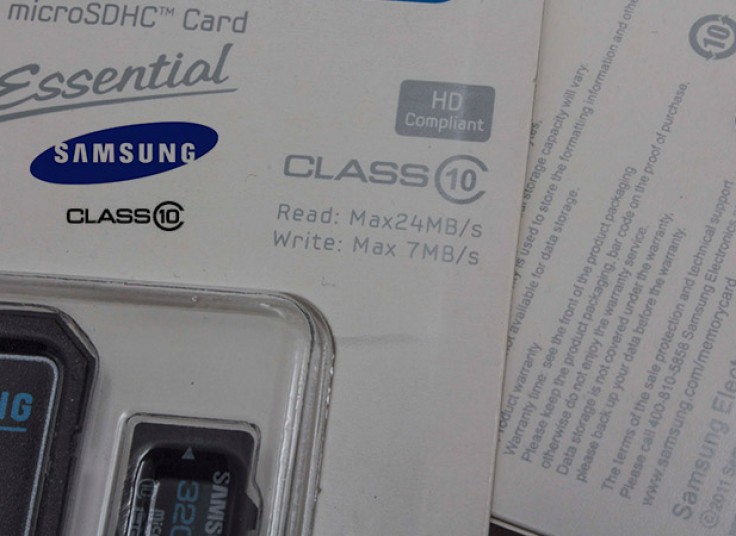 microSDHC™ Card
Essential
SAMSUNG
CLASS 10
HD
Compliant
CLASS 10
Read: Max24MB/s
Write: Max 7MB/s
NG
SAMS
10
10
storage capacity will vary.
is used to store the formatting information and
available for data storage.
Product warranty
Warranty time: see the front of the product packaging
Please keep the product packaging, bar code on the proof of purchase,
otherwise do not enjoy the warranty service.
Data storage is not covered under the warranty,
please back up your data before the warranty.
The terms of the sale protection and technical support
Please call 400-810-5858 Samsung Electronics
www.samsung.com/memorycard
Samsung Elect
©2011 Sam